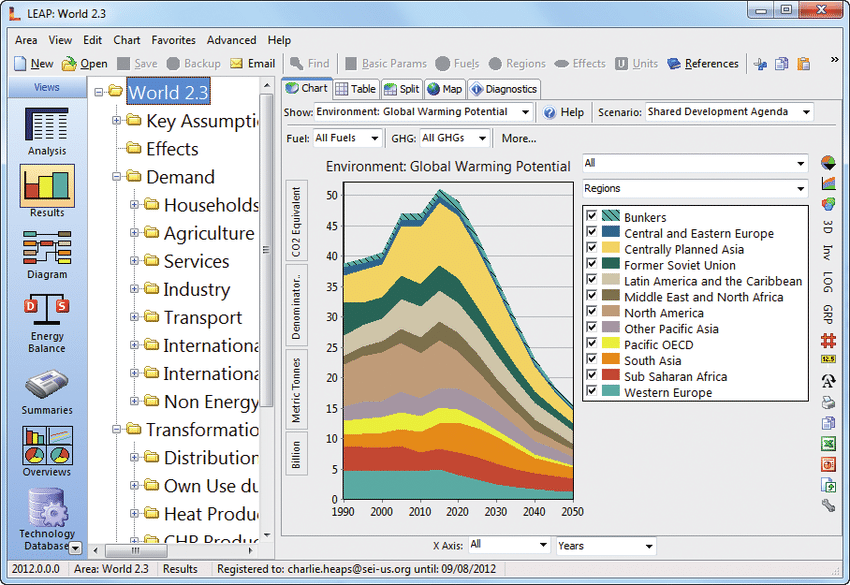 LEAP: World 2.3
Area View Edit Chart Favorites Advanced Help
New Open Save Backup Email Find Basic Params Fuels Regions Effects Units References »
Views
Analysis
Results
Diagram
Energy
Balance
Summaries
Overviews
Technology
Database
World 2.3
Key Assumptio
Effects
Demand
Households
Agriculture
Services
Industry
Transport
Internationa
Internationa
Non Energy
Transformatio
Distribution
Own Use du
Heat Produc
CHP Produc
Chart Table Split Map Diagnostics
Show: Environment: Global Warming Potential Help Scenario: Shared Development Agenda
Fuel: All Fuels GHG: All GHGs More...
Environment: Global Warming Potential
CO2 Equivalent
Denominator..
Metric Tonnes
Billion
50
45
40
35
30
25
20
15
10
5
0
1990 2000 2010 2020 2030 2040 2050
All
Regions
Bunkers
Central and Eastern Europe
Centrally Planned Asia
Former Soviet Union
Latin America and the Caribbean
Middle East and North Africa
North America
Other Pacific Asia
Pacific OECD
South Asia
Sub Saharan Africa
Western Europe
3D
Inv
LOG
GRP
12.5
A
X Axis: All Years
2012.0.0.0 Area: World 2.3 Results Registered to: charlie.heaps@sei-us.org until: 09/08/2012